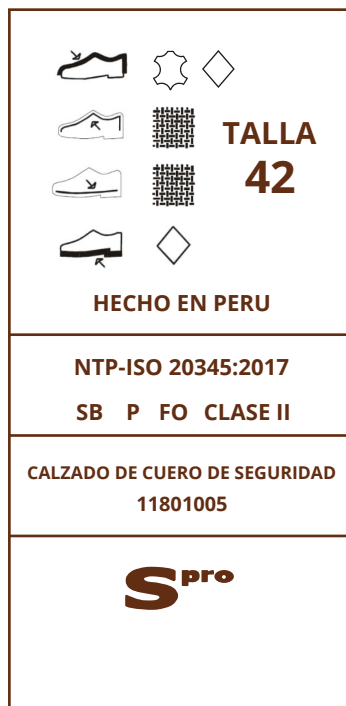 TALLA
42
HECHO EN PERU
NTP-ISO 20345:2017
SB P FO CLASE II
CALZADO DE CUERO DE SEGURIDAD
11801005
Spro